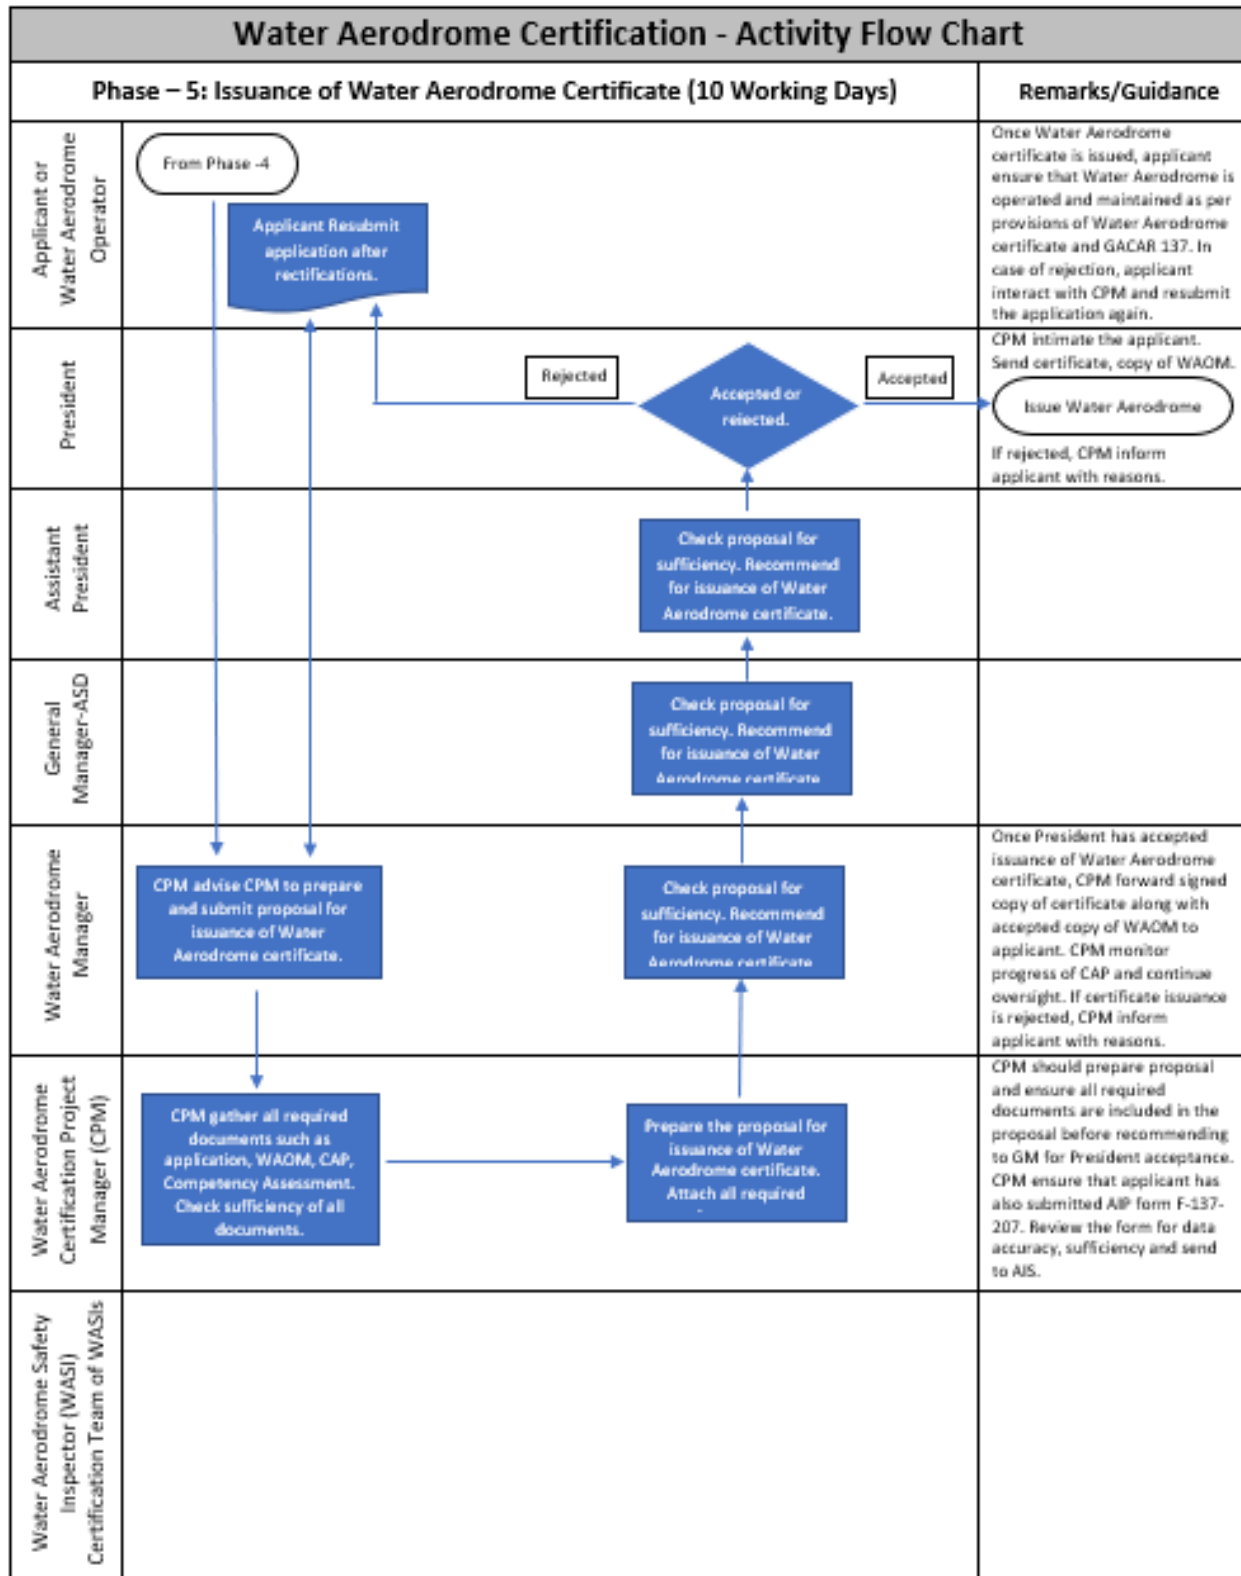 Water Aerodrome Certification - Activity Flow Chart
Phase – 5: Issuance of Water Aerodrome Certificate (10 Working Days)
Remarks/Guidance
Applicant or
Water Aerodrome
Operator
From Phase -4
Applicant Resubmit
application after
rectifications.
Once Water Aerodrome
certificate is issued, applicant
ensure that Water Aerodrome is
operated and maintained as per
provisions of Water Aerodrome
certificate and GACAR 137. In
case of rejection, applicant
interact with CPM and resubmit
the application again.
President
Rejected
Accepted or
rejected.
Accepted
CPM intimate the applicant.
Send certificate, copy of WAOM.
Issue Water Aerodrome
If rejected, CPM inform
applicant with reasons.
Assistant
President
Check proposal for
sufficiency. Recommend
for issuance of Water
Aerodrome certificate.
General
Manager-ASD
Check proposal for
sufficiency. Recommend
for issuance of Water
Aerodrome certificate
Water Aerodrome
Manager
CPM advise CPM to prepare
and submit proposal for
issuance of Water
Aerodrome certificate.
Check proposal for
sufficiency. Recommend
for issuance of Water
Aerodrome certificate
Once President has accepted
issuance of Water Aerodrome
certificate, CPM forward signed
copy of certificate along with
accepted copy of WAOM to
applicant. CPM monitor
progress of CAP and continue
oversight. If certificate issuance
is rejected, CPM inform
applicant with reasons.
Water Aerodrome
Certification Project
Manager (CPM)
CPM gather all required
documents such as
application, WAOM, CAP,
Competency Assessment.
Check sufficiency of all
documents.
Prepare the proposal for
issuance of Water
Aerodrome certificate.
Attach all required
CPM should prepare proposal
and ensure all required
documents are included in the
proposal before recommending
to GM for President acceptance.
CPM ensure that applicant has
also submitted AIP form F-137-
207. Review the form for data
accuracy, sufficiency and send
to AIS.
Water Aerodrome Safety
Inspector (WASI)
Certification Team of WASIs